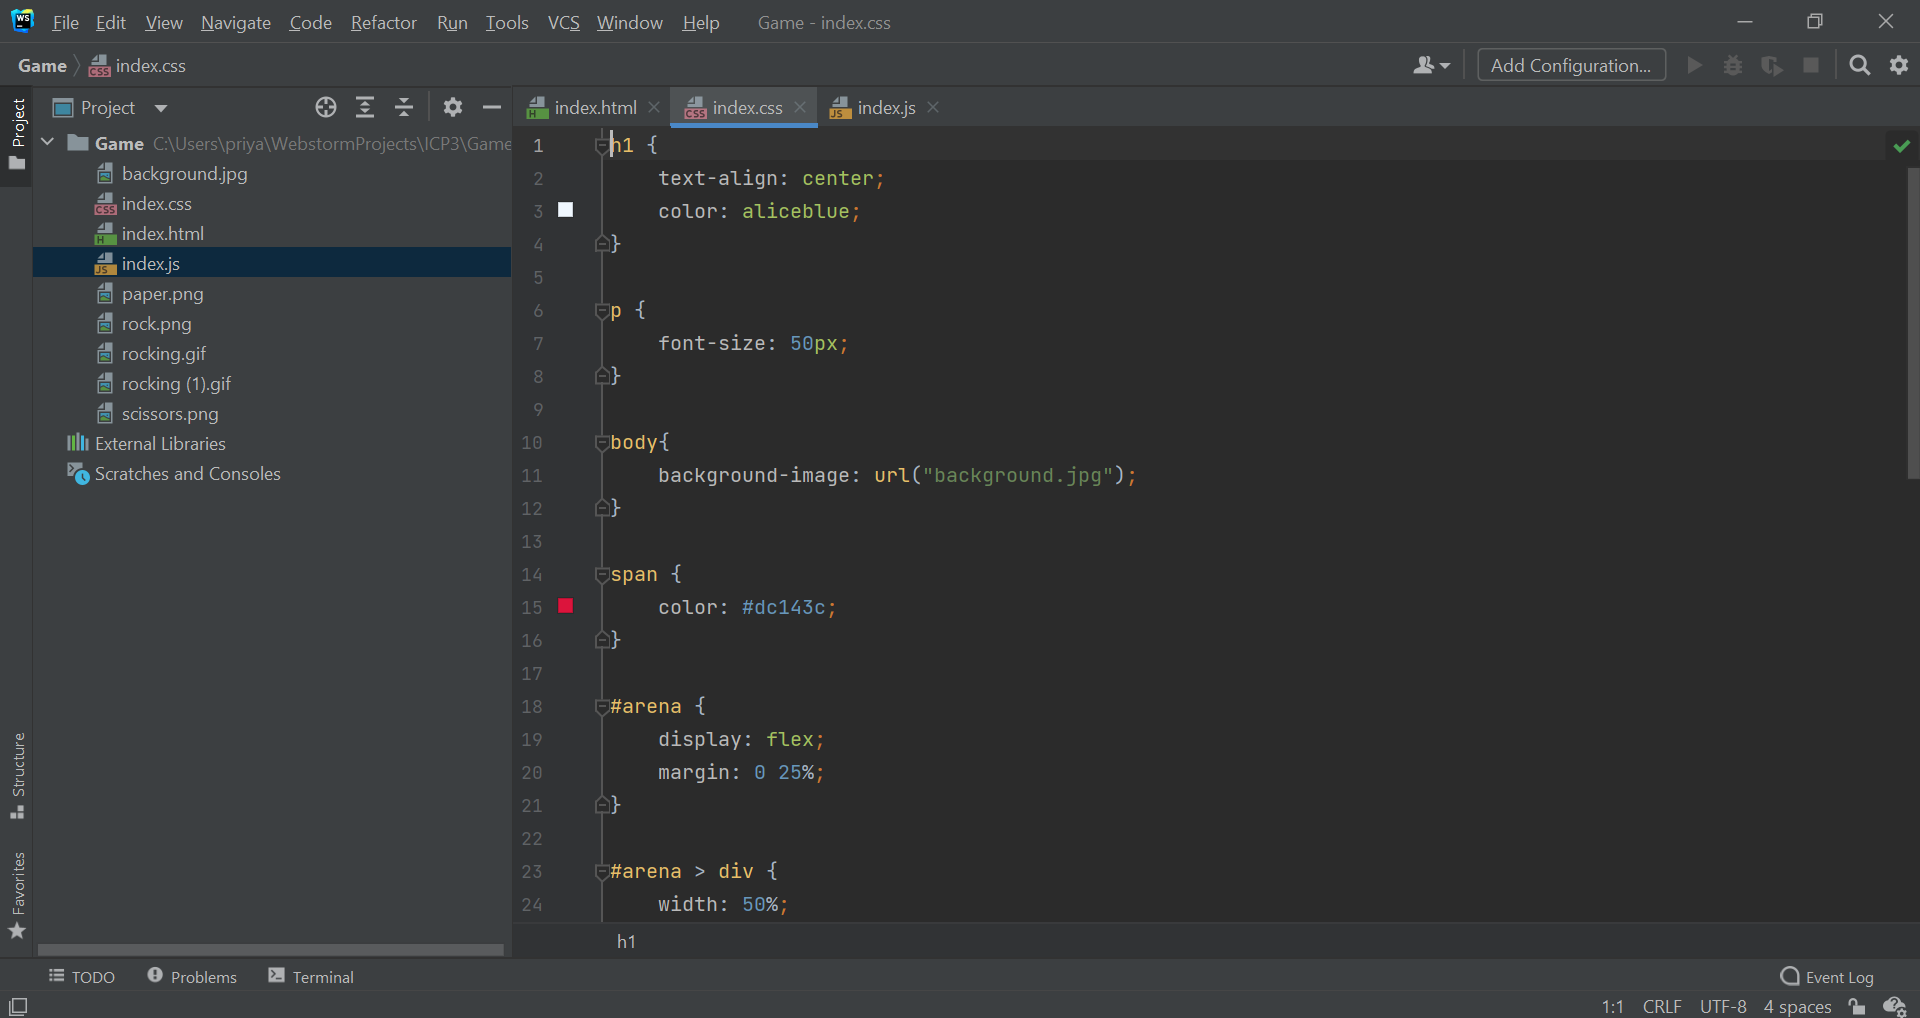 WS File Edit View Navigate Code Refactor Run Tools VCS Window Help Game - index.css
Game index.css Add Configuration...
Project
Project
index.html index.css index.js
Game C:\Users\priya\WebstormProjects\ICP3\Game
background.jpg
index.css
index.html
index.js
paper.png
rock.png
rocking.gif
rocking (1).gif
scissors.png
External Libraries
Scratches and Consoles
Structure
Favorites
1 h1 {
2 text-align: center;
3 color: aliceblue;
4 }
5
6 p {
7 font-size: 50px;
8 }
9
10 body{
11 background-image: url("background.jpg");
12 }
13
14 span {
15 color: #dc143c;
16 }
17
18 #arena {
19 display: flex;
20 margin: 0 25%;
21 }
22
23 #arena > div {
24 width: 50%;
h1
TODO Problems Terminal Event Log
1:1 CRLF UTF-8 4 spaces